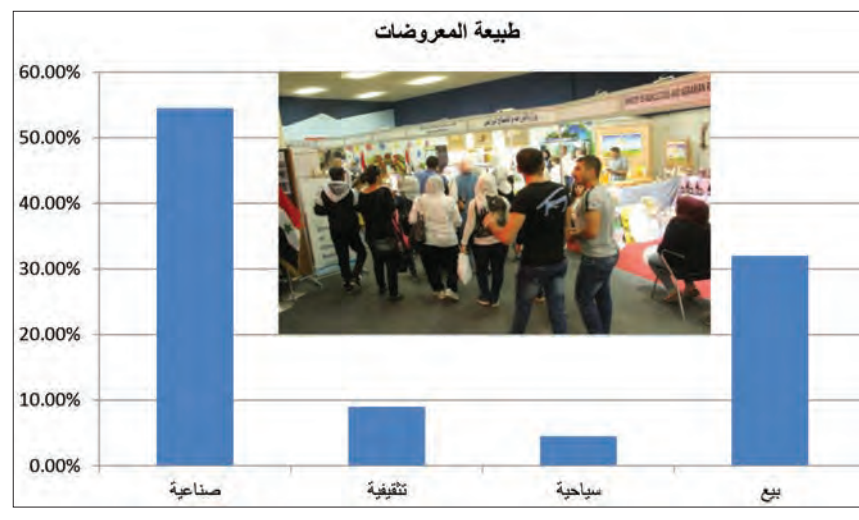 طبيعة المعروضات
60.00%
50.00%
40.00%
30.00%
20.00%
10.00%
0.00%
صناعية
تثقيفية
سياحية
بيع